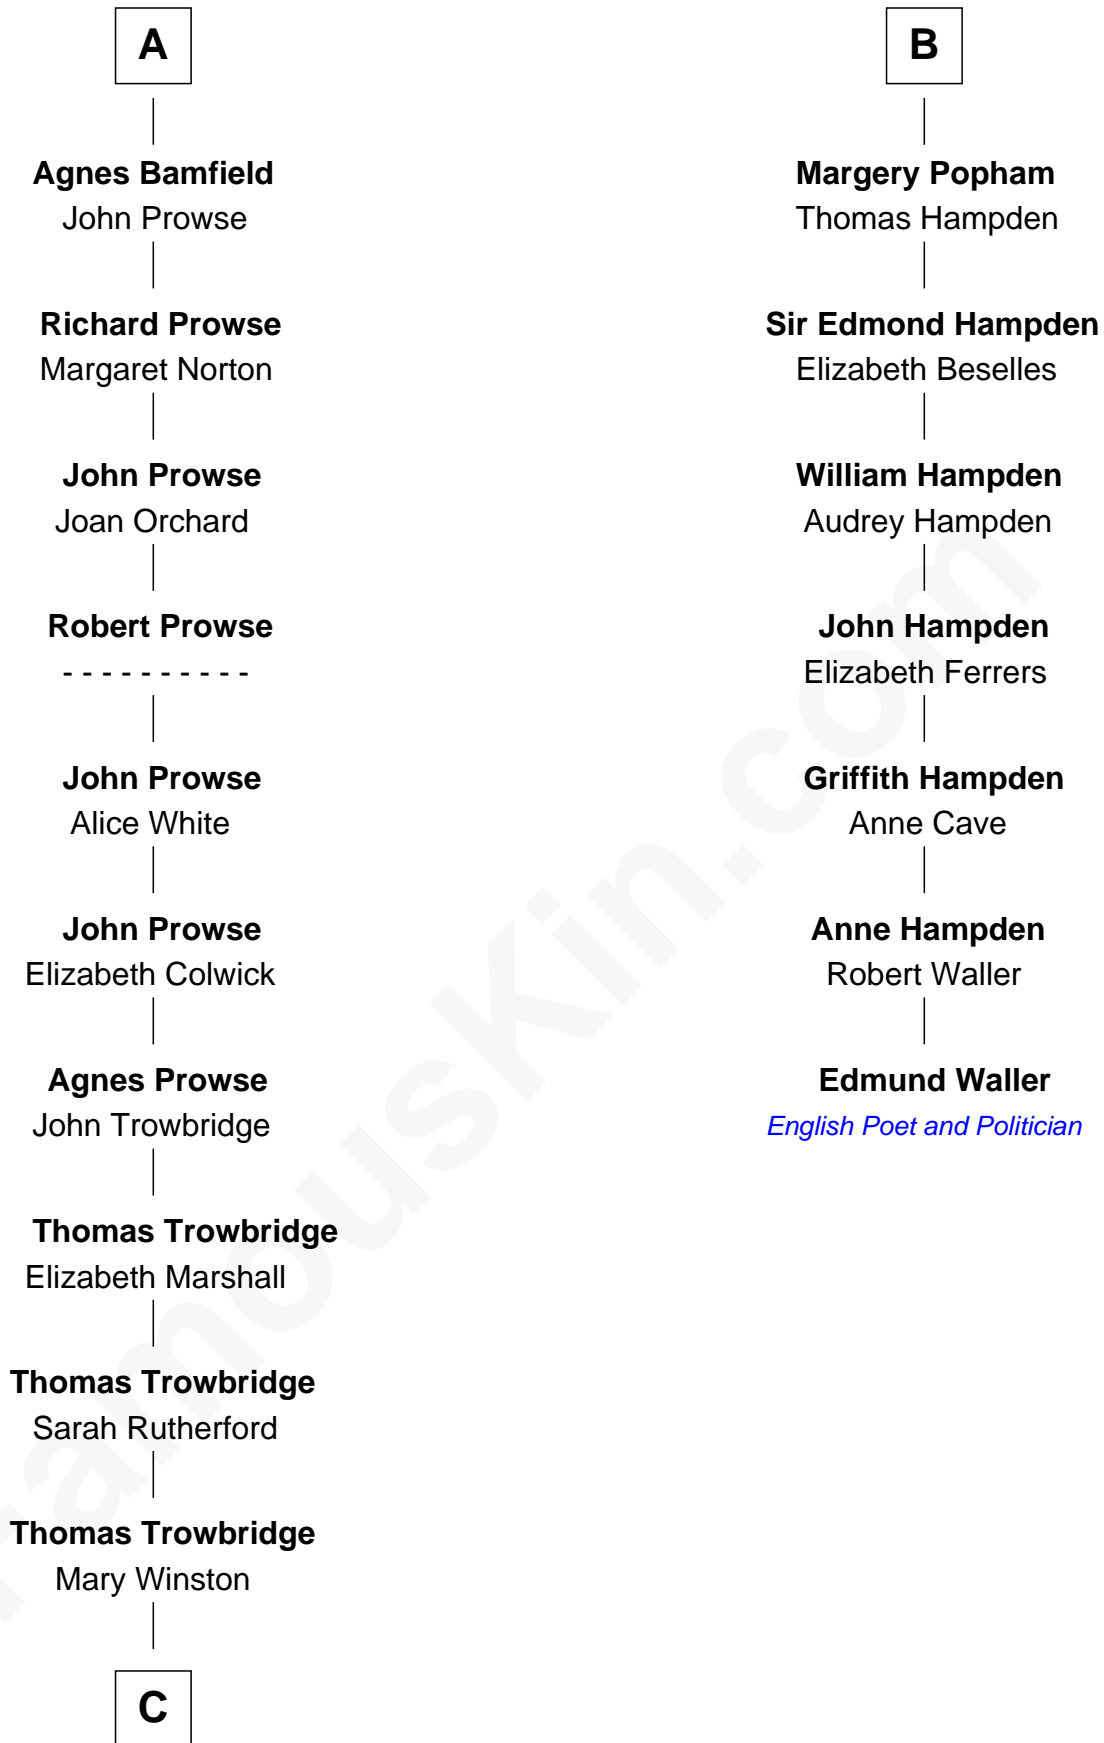 A
Agnes Bamfield
John Prowse
Richard Prowse
Margaret Norton
John Prowse
Joan Orchard
Robert Prowse
- - - - - - - - - -
John Prowse
Alice White
John Prowse
Elizabeth Colwick
Agnes Prowse
John Trowbridge
Thomas Trowbridge
Elizabeth Marshall
Thomas Trowbridge
Sarah Rutherford
Thomas Trowbridge
Mary Winston
C
B
Margery Popham
Thomas Hampden
Sir Edmond Hampden
Elizabeth Beselles
William Hampden
Audrey Hampden
John Hampden
Elizabeth Ferrers
Griffith Hampden
Anne Cave
Anne Hampden
Robert Waller
Edmund Waller
English Poet and Politician
FamousKin.com